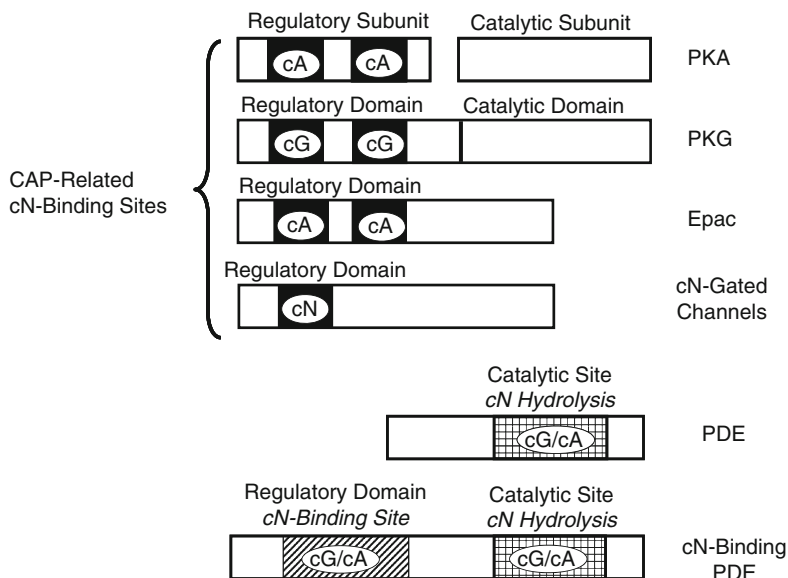 Regulatory Subunit Catalytic Subunit
cA cA PKA
Regulatory Domain Catalytic Domain
cG cG PKG
CAP-Related
cN-Binding Sites
Regulatory Domain
cA cA Epac
Regulatory Domain
cN cN-Gated
Channels
Catalytic Site
cN Hydrolysis
cG/cA PDE
Regulatory Domain Catalytic Site
cN-Binding Site cN Hydrolysis
cG/cA cG/cA cN-Binding
PDE